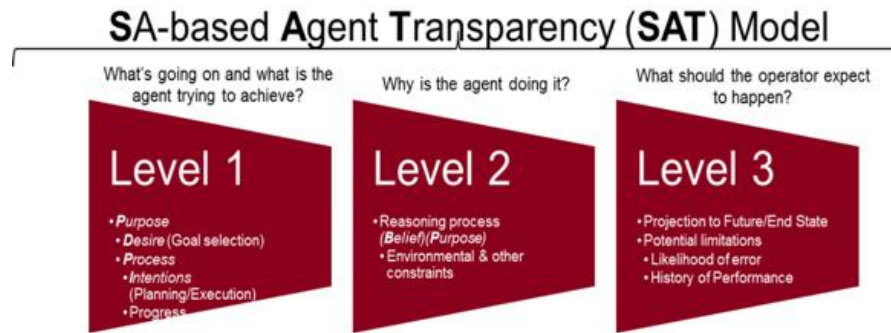 SA-based Agent Transparency (SAT) Model
What's going on and what is the
agent trying to achieve?
Level 1
•Purpose
•Desire (Goal selection)
•Process
•Intentions
(Planning/Execution)
•Progress
Why is the agent doing it?
Level 2
•Reasoning process
(Belief)(Purpose)
•Environmental & other
constraints
What should the operator expect
to happen?
Level 3
•Projection to Future/End State
•Potential limitations
•Likelihood of error
•History of Performance